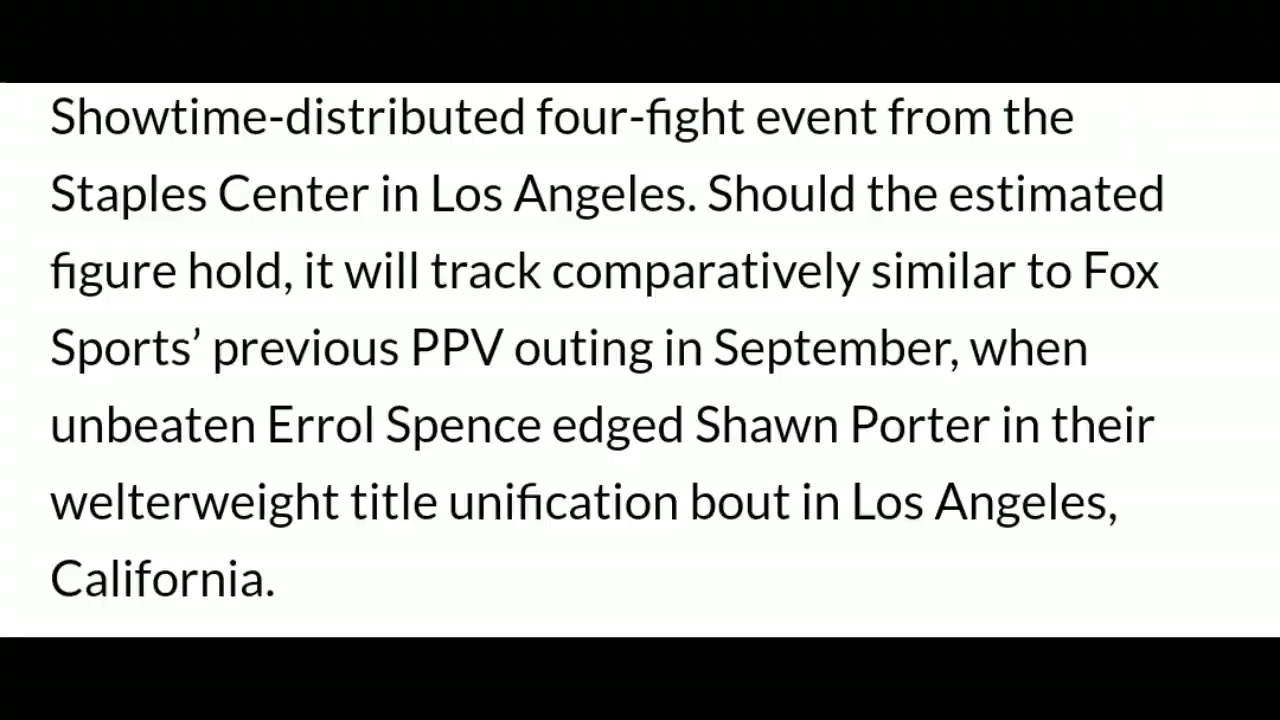 Showtime-distributed four-fight event from the
Staples Center in Los Angeles. Should the estimated
figure hold, it will track comparatively similar to Fox
Sports’ previous PPV outing in September, when
unbeaten Errol Spence edged Shawn Porter in their
welterweight title unification bout in Los Angeles,
California.